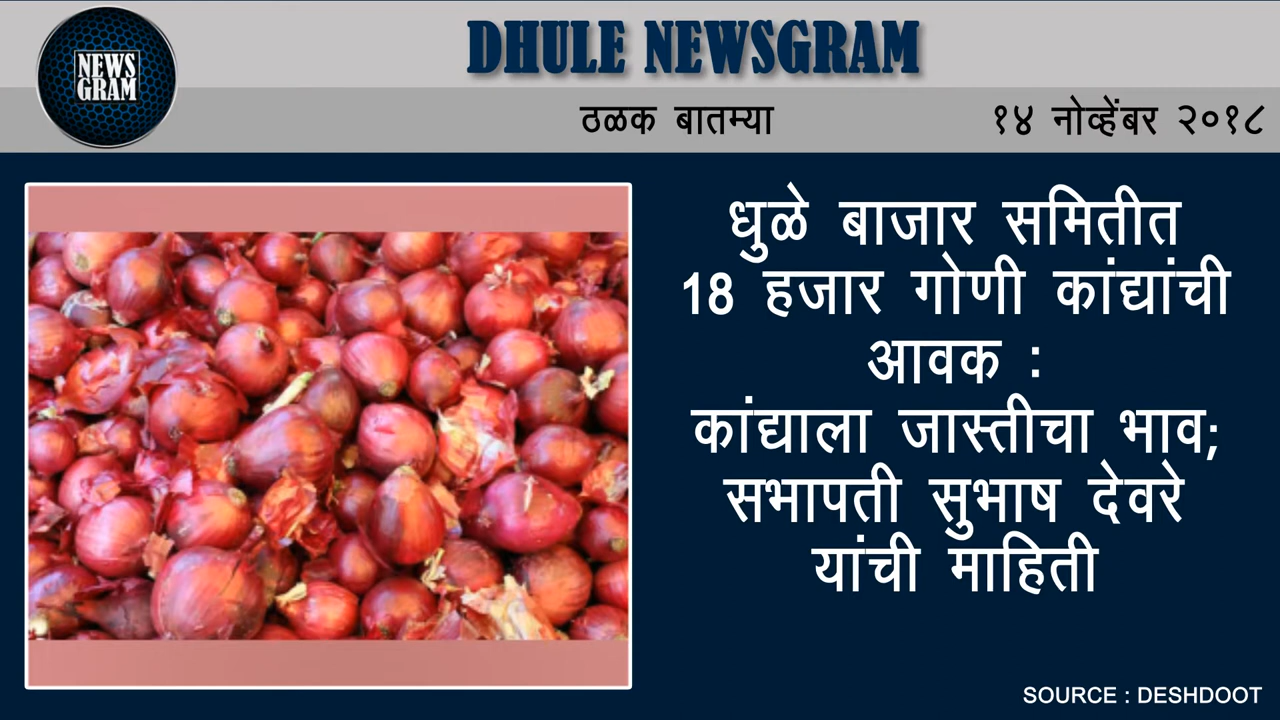 NEWS
GRAM
DHULE NEWSGRAM
ठळक बातम्या
१४ नोव्हेंबर २०१८
धुळे बाजार समितीत
18 हजार गोणी कांद्यांची
आवक :
कांद्याला जास्तीचा भाव;
सभापती सुभाष देवरे
यांची माहिती
SOURCE : DESHDOOT